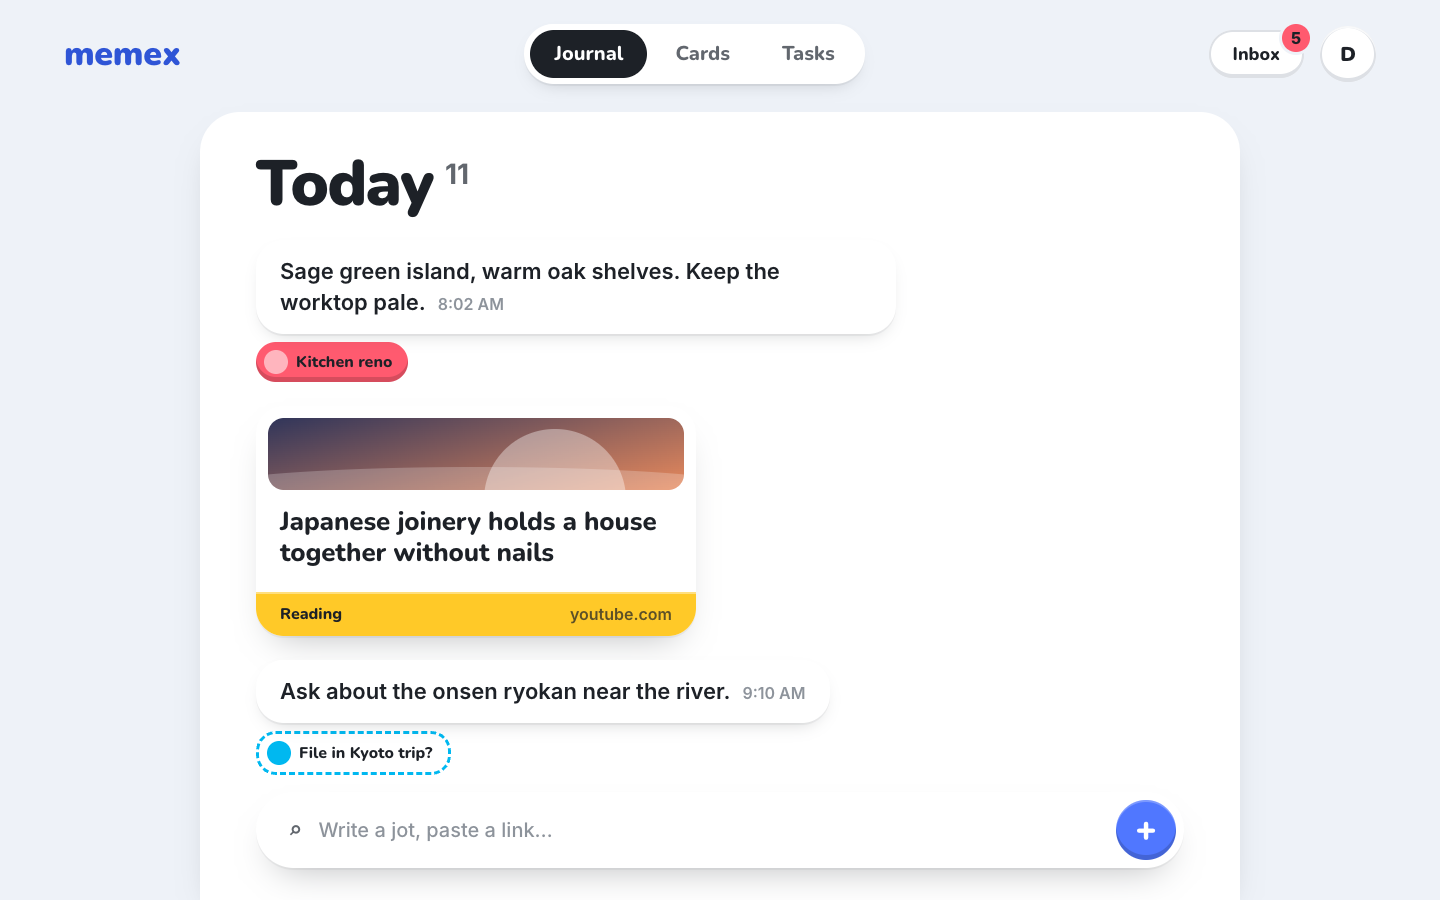 memex
Journal
Cards
Tasks
Inbox
5
D
Today 11
Sage green island, warm oak shelves. Keep the
worktop pale. 8:02 AM
Kitchen reno
Japanese joinery holds a house
together without nails
Reading
youtube.com
Ask about the onsen ryokan near the river. 9:10 AM
File in Kyoto trip?
Write a jot, paste a link...